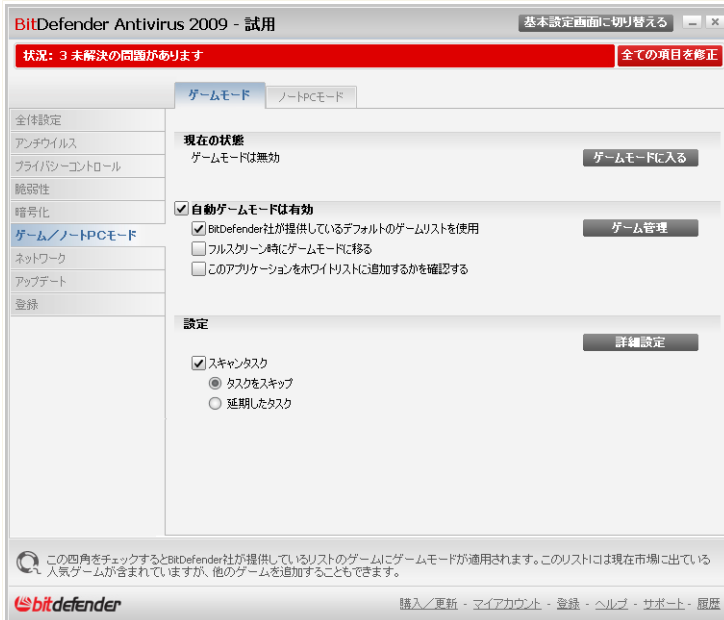 BitDefender Antivirus 2009 - 試用
基本設定画面に切り替える
状況: 3 未解決の問題があります
全ての項目を修正
ゲームモード
ノートPCモード
全体設定
アンチウイルス
プライバシーコントロール
脆弱性
暗号化
ゲーム／ノートPCモード
ネットワーク
アップデート
登録
現在の状態
ゲームモードは無効
ゲームモードに入る
自動ゲームモードは有効
BitDefender社が提供しているデフォルトのゲームリストを使用
ゲーム管理
フルスクリーン時にゲームモードに移る
このアプリケーションをホワイトリストに追加するかを確認する
設定
詳細設定
スキャンタスク
タスクをスキップ
延期したタスク
この四角をチェックするとBitDefender社が提供しているリストのゲームにゲームモードが適用されます。このリストには現在市場に出ている
人気ゲームが含まれていますが、他のゲームを追加することもできます。
bitdefender
購入／更新 - マイアカウント - 登録 - ヘルプ - サポート - 履歴